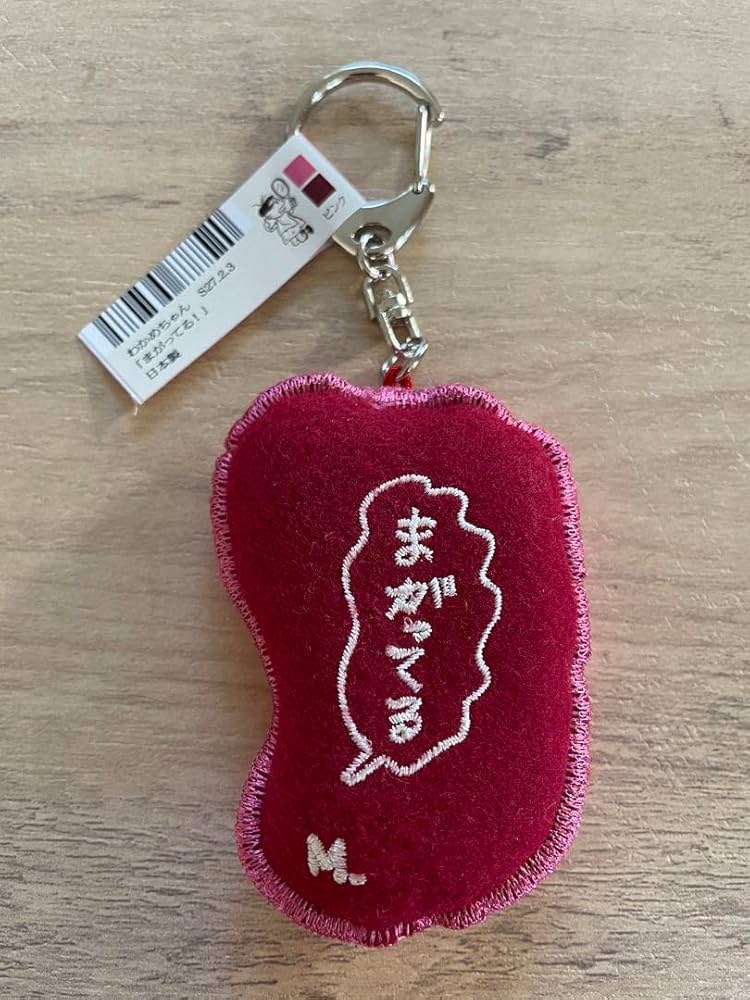 ピンク
わかめちゃん S27.2.3
「まがってる!」
日本製
まがってる
M.